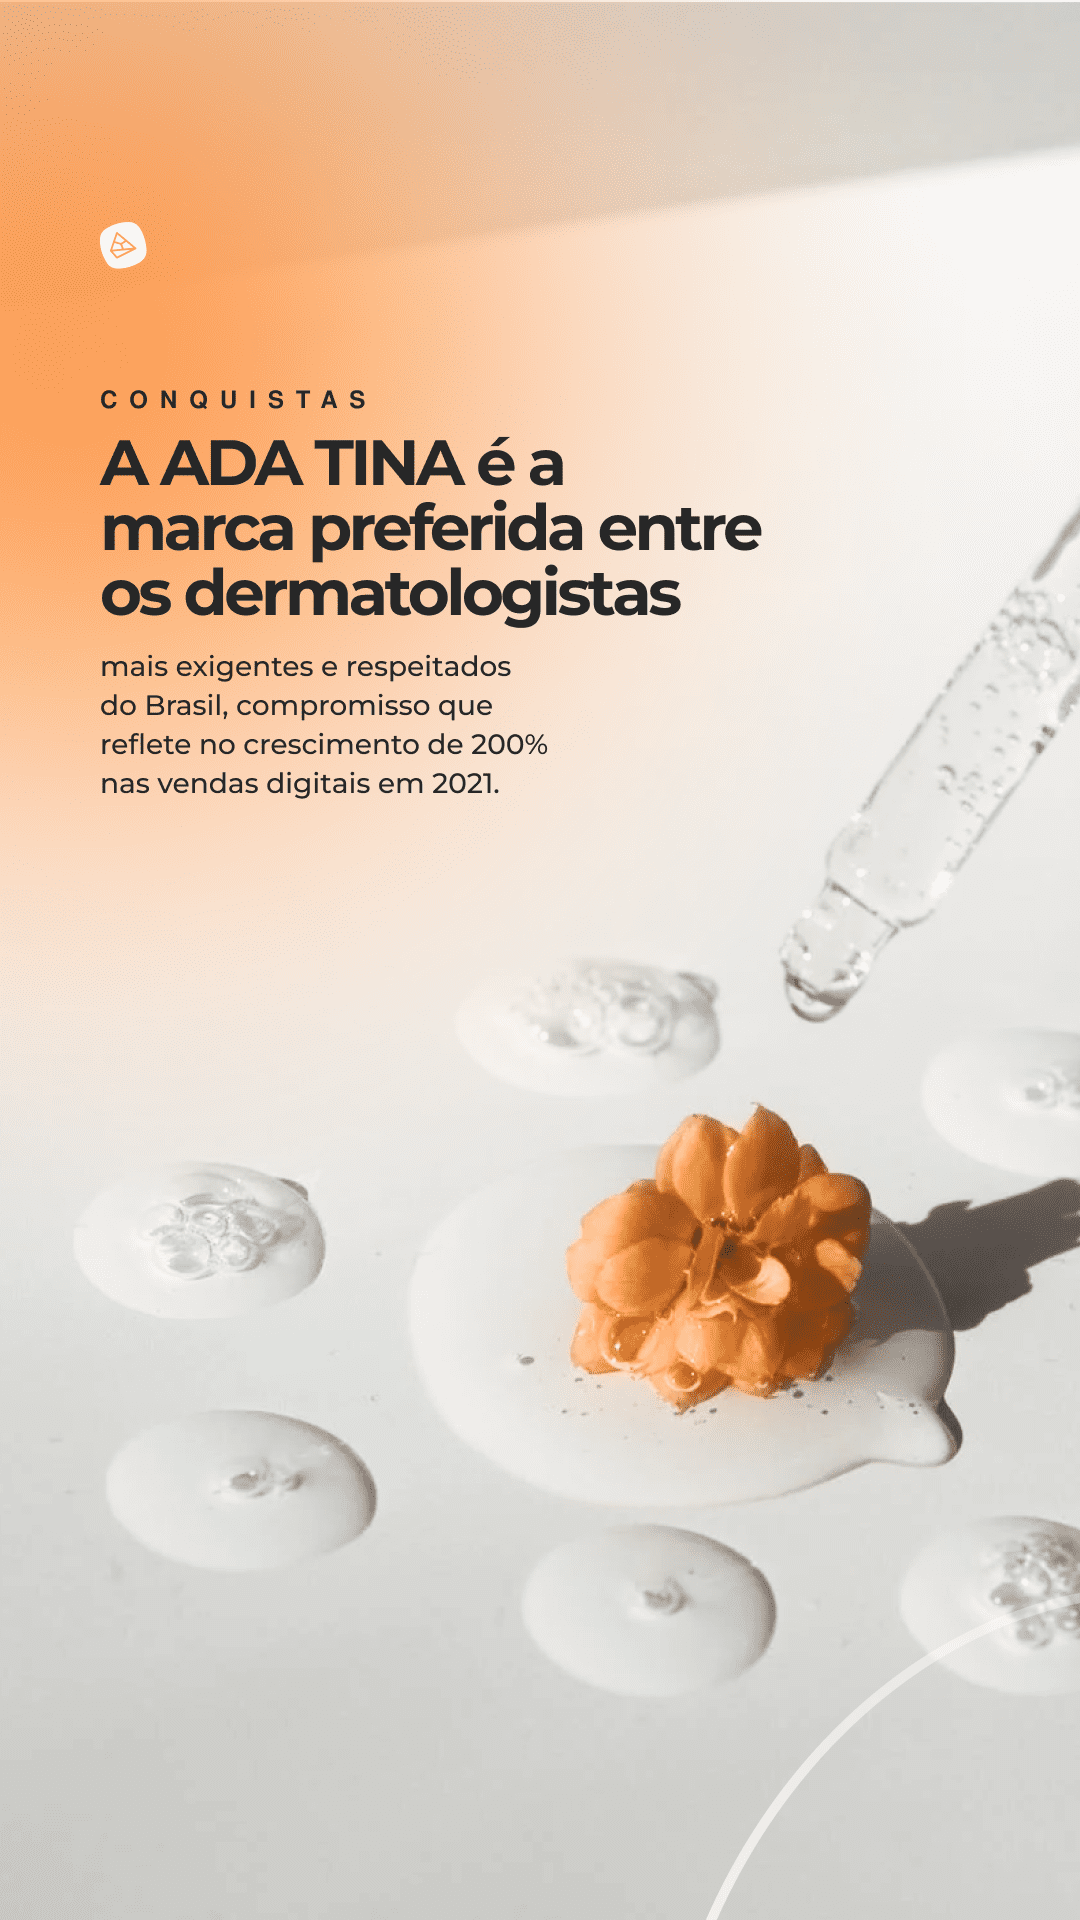 CONQUISTAS
A ADA TINA é a
marca preferida entre
os dermatologistas
mais exigentes e respeitados
do Brasil, compromisso que
reflete no crescimento de 200%
nas vendas digitais em 2021.